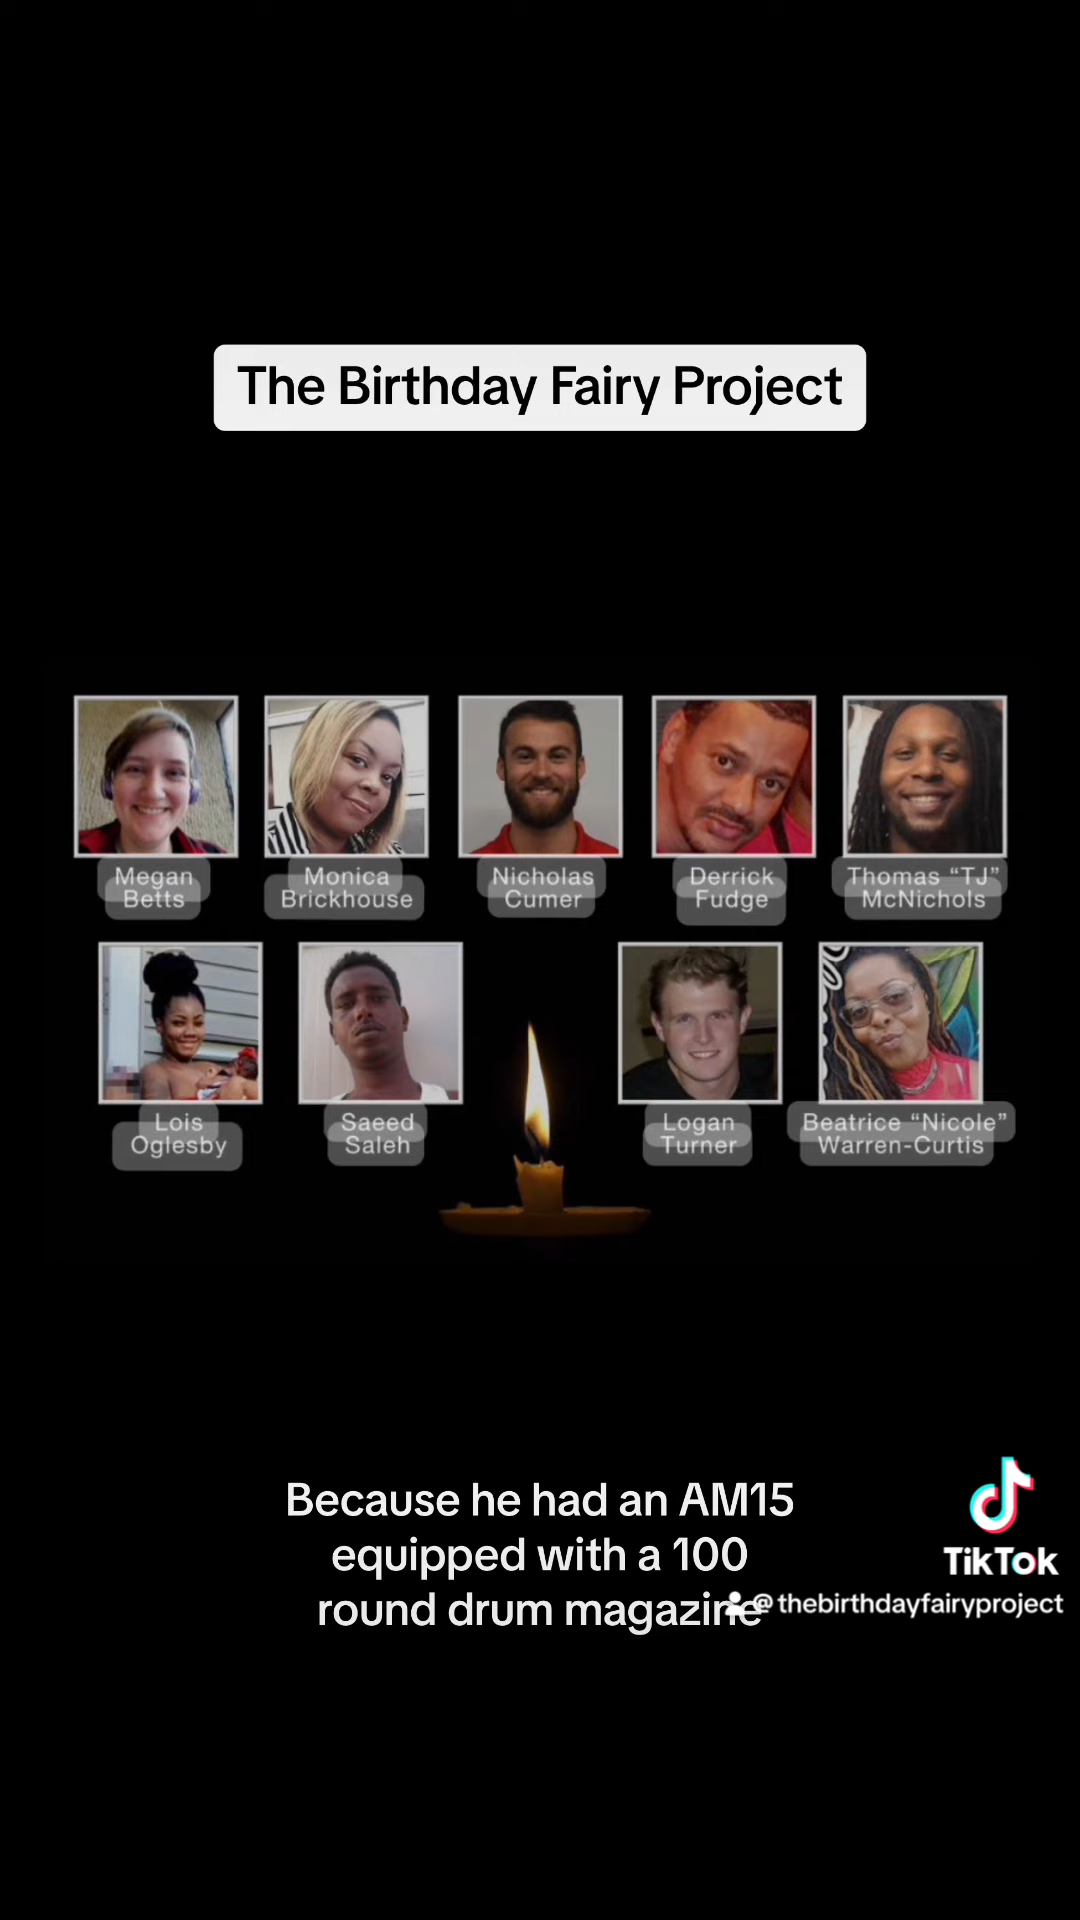 The Birthday Fairy Project
Megan
Betts
Monica
Brickhouse
Nicholas
Cumer
Derrick
Fudge
Thomas “TJ”
McNichols
Lois
Oglesby
Saeed
Saleh
Logan
Turner
Beatrice “Nicole”
Warren-Curtis
Because he had an AM15
equipped with a 100
round drum magazine
TikTok
@thebirthdayfairyproject